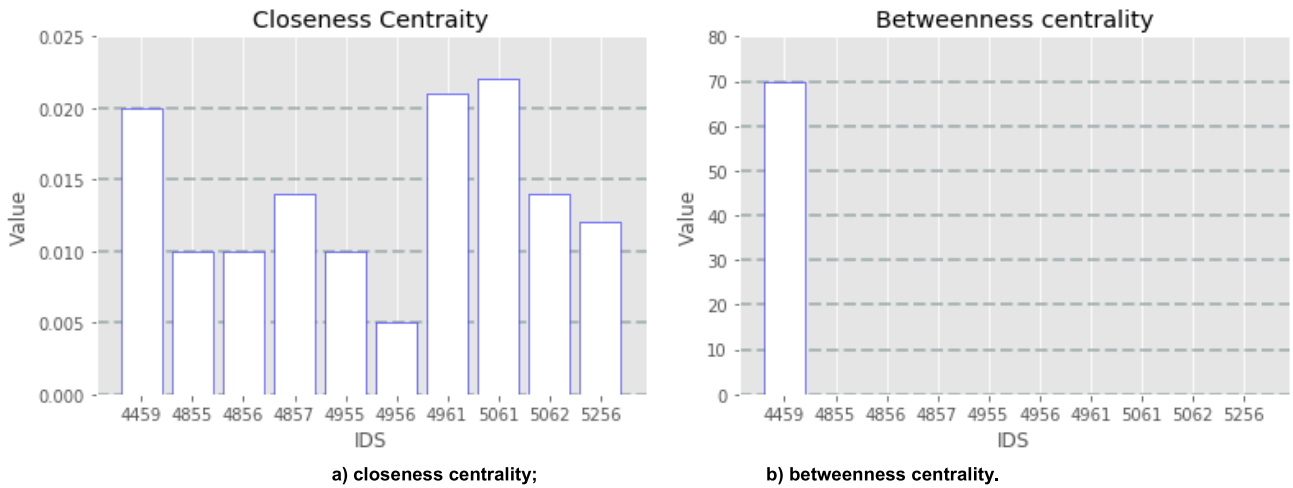 Closeness Centraity
0.025
0.020
0.015
0.010
0.005
0.000
Value
4459 4855 4856 4857 4955 4956 4961 5061 5062 5256
IDS
a) closeness centrality;
Betweenness centrality
80
70
60
50
40
30
20
10
0
Value
4459 4855 4856 4857 4955 4956 4961 5061 5062 5256
IDS
b) betweenness centrality.